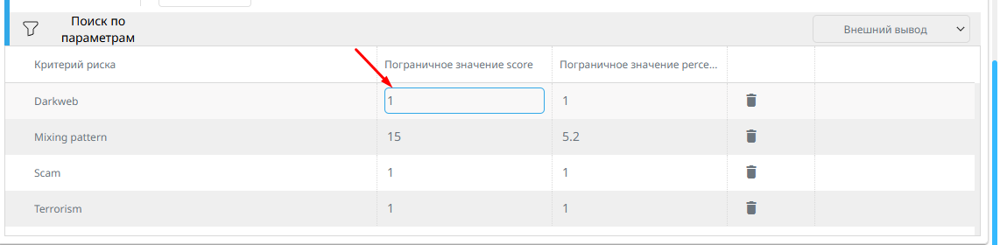 Поиск по
параметрам
Внешний вывод
Критерий риска Пограничное значение score Пограничное значение perce...
Darkweb 1 1
Mixing pattern 15 5.2
Scam 1 1
Terrorism 1 1